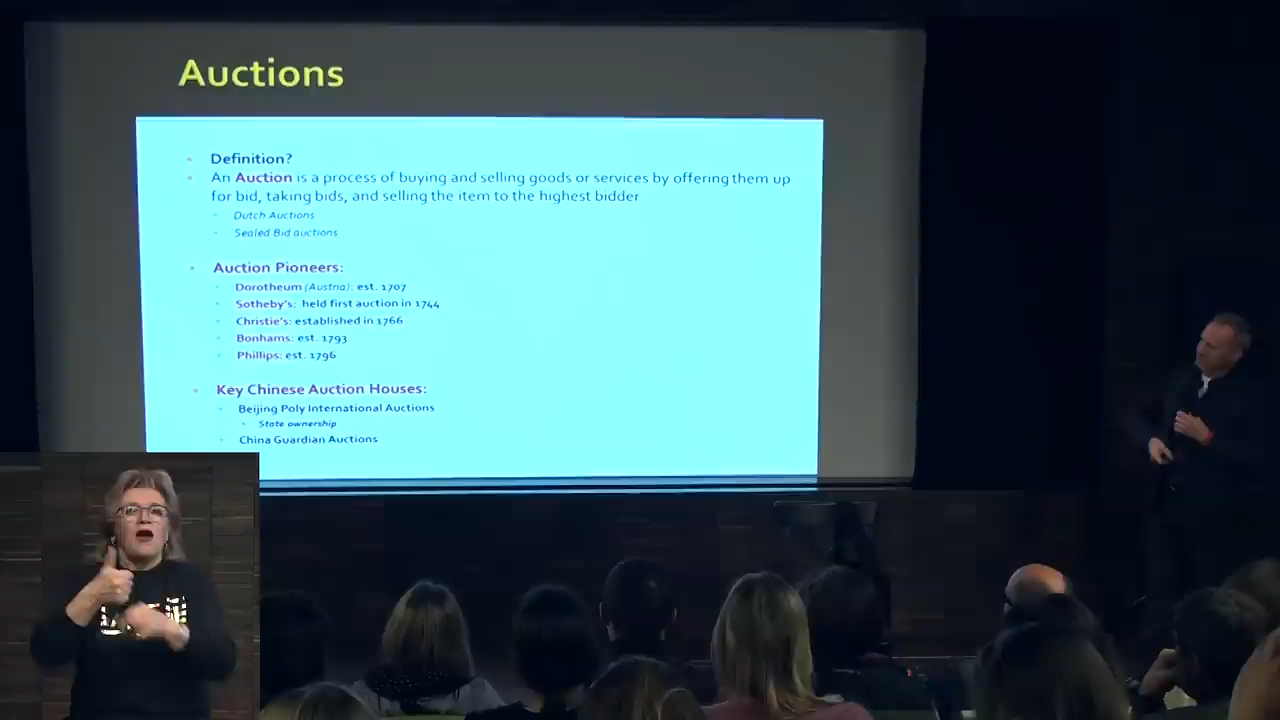 Auctions
Definition?
An Auction is a process of buying and selling goods or services by offering them up
for bid, taking bids, and selling the item to the highest bidder
Dutch Auctions
Sealed Bid auctions
Auction Pioneers:
Dorotheum (Austria): est. 1707
Sotheby's: held first auction in 1744
Christie's: established in 1766
Bonhams: est. 1793
Phillips: est. 1796
Key Chinese Auction Houses:
Beijing Poly International Auctions
State ownership
China Guardian Auctions